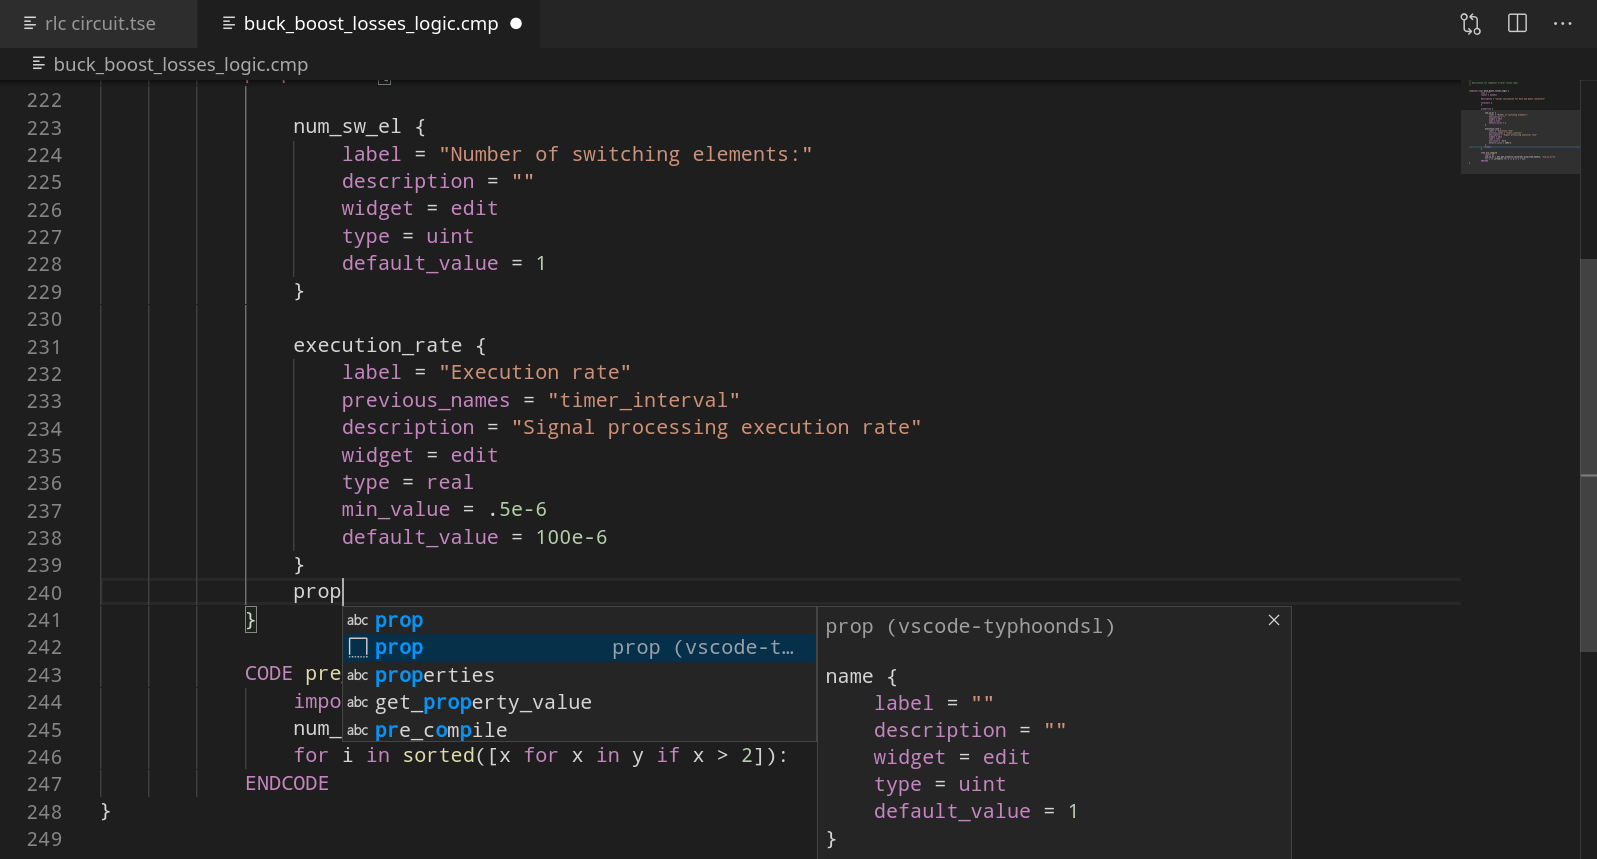 rlc circuit.tse
buck_boost_losses_logic.cmp
buck_boost_losses_logic.cmp
222
223 num_sw_el {
224 label = "Number of switching elements:"
225 description = ""
226 widget = edit
227 type = uint
228 default_value = 1
229 }
230
231 execution_rate {
232 label = "Execution rate"
233 previous_names = "timer_interval"
234 description = "Signal processing execution rate"
235 widget = edit
236 type = real
237 min_value = .5e-6
238 default_value = 100e-6
239 }
240 prop
241 }
242
243 CODE pre
244 impo
245 num_
246 for i in sorted([x for x in y if x > 2]):
247 ENDCODE
248 }
249
abc prop
prop prop (vscode-t…
abc properties
abc get_property_value
abc pre_compile
prop (vscode-typhoondsl)
name {
label = ""
description = ""
widget = edit
type = uint
default_value = 1
}